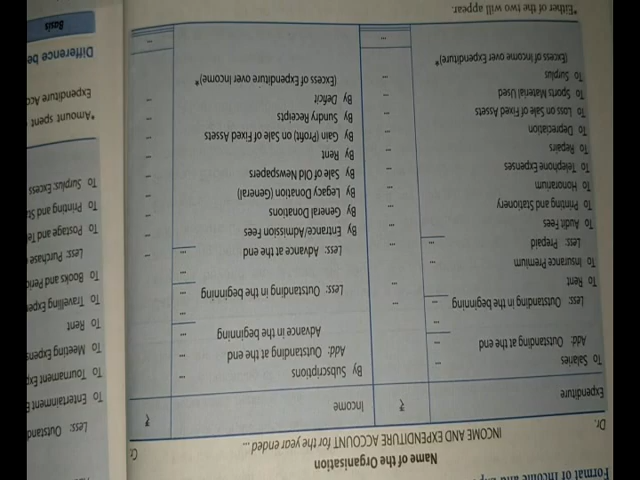 Format of Income and Exp
Name of the Organisation
INCOME AND EXPENDITURE ACCOUNT for the year ended ...
Dr. Cr.
Expenditure ₹ Income ₹
To Salaries ...
Add: Outstanding at the end ...
...
Less: Outstanding in the beginning ... ...
To Rent ...
To Insurance Premium ...
Less: Prepaid ... ...
To Audit Fees ...
To Printing and Stationery ...
To Honorarium ...
To Telephone Expenses ...
To Repairs ...
To Depreciation ...
To Loss on Sale of Fixed Assets ...
To Sports Material Used ...
To Surplus ...
(Excess of Income over Expenditure)*
...
By Subscriptions ...
Add: Outstanding at the end ...
Advance in the beginning ...
...
Less: Outstanding in the beginning ...
...
Less: Advance at the end ... ...
By Entrance/Admission Fees ...
By General Donations ...
By Legacy Donation (General) ...
By Sale of Old Newspapers ...
By Rent ...
By Gain (Profit) on Sale of Fixed Assets ...
By Sundry Receipts ...
By Deficit ...
(Excess of Expenditure over Income)*
...
*Either of the two will appear.
Less: Outstand
To Entertainment E
To Tournament Exp
To Meeting Expens
To Rent
To Travelling Expen
To Books and Peri
Less: Purchase
To Postage and Te
To Printing and St
To Surplus: Excess
*Amount spent
Expenditure Acc
Difference be
Basis